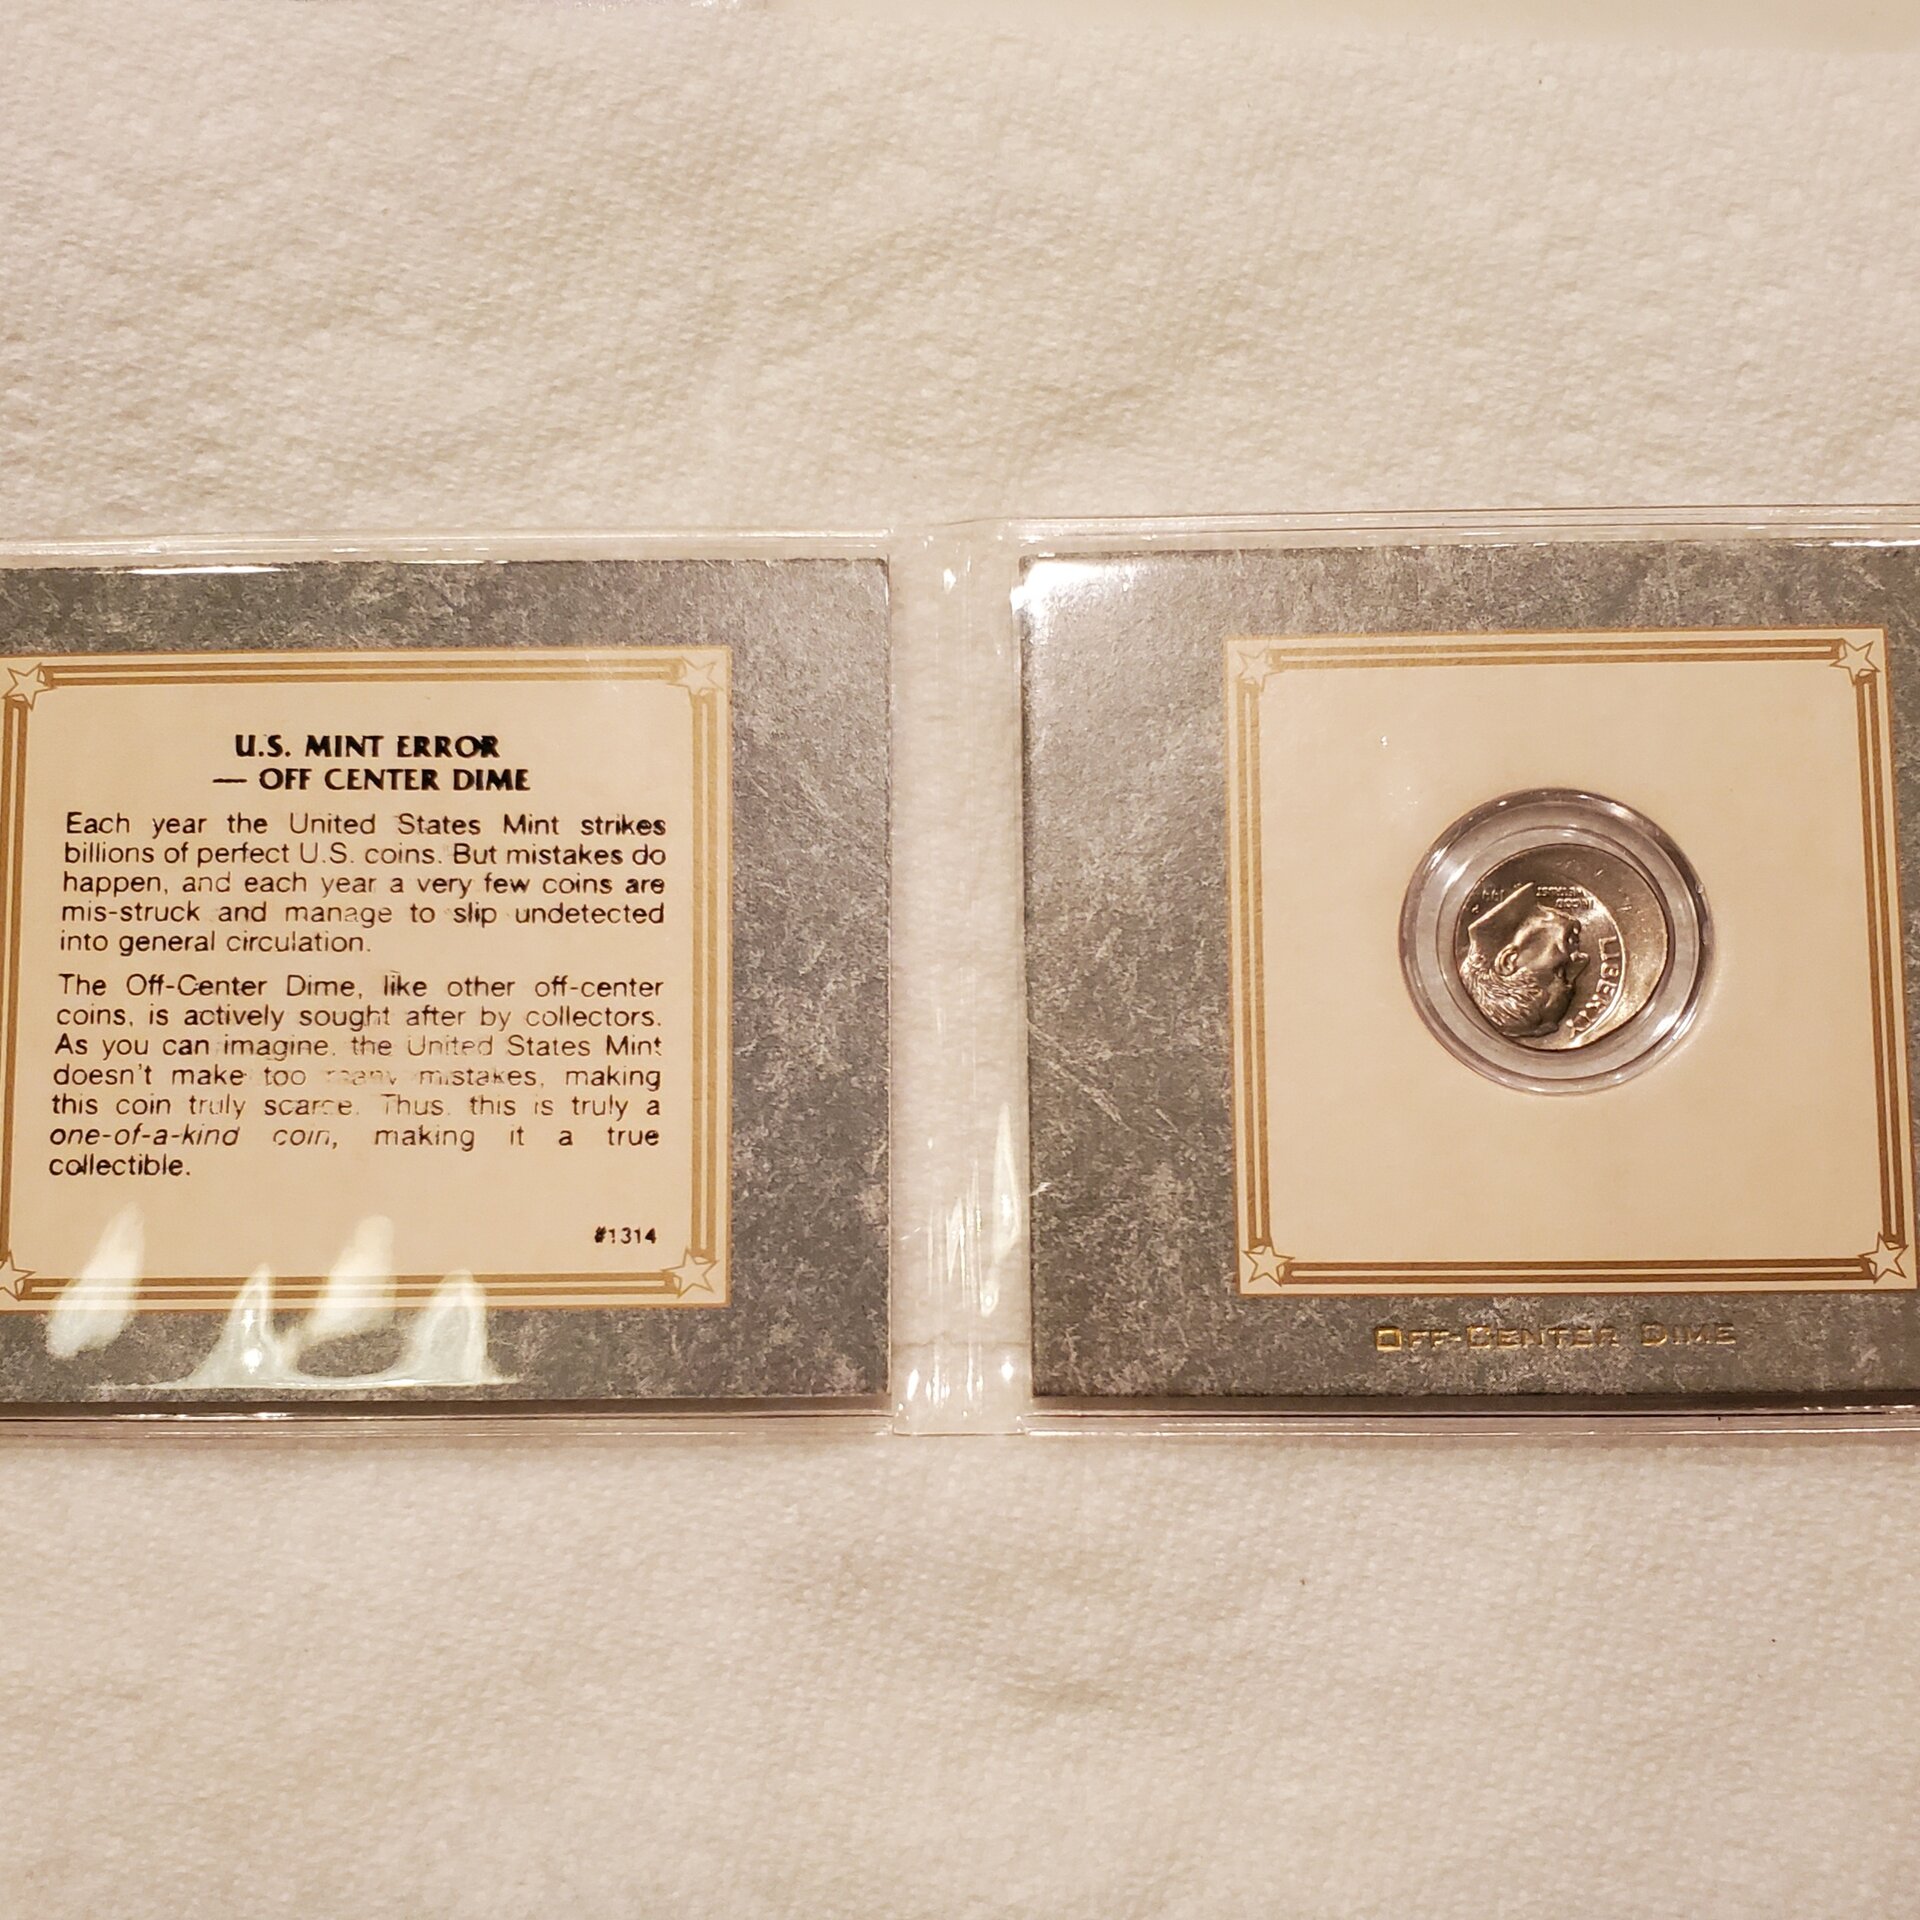 U.S. MINT ERROR
— OFF CENTER DIME
Each year the United States Mint strikes
billions of perfect U.S. coins. But mistakes do
happen, and each year a very few coins are
mis-struck and manage to slip undetected
into general circulation.
The Off-Center Dime, like other off-center
coins, is actively sought after by collectors.
As you can imagine, the United States Mint
doesn't make too many mistakes, making
this coin truly scarce. Thus, this is truly a
one-of-a-kind coin, making it a true
collectible.
#1314
LIBERTY
IN GOD
WE TRUST
OFF-CENTER DIME